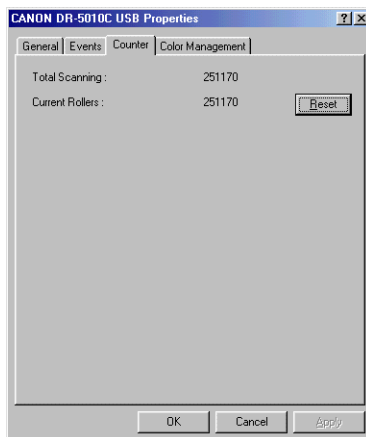 CANON DR-5010C USB Properties
General Events Counter Color Management
Total Scanning : 251170
Current Rollers : 251170 Reset
OK Cancel Apply